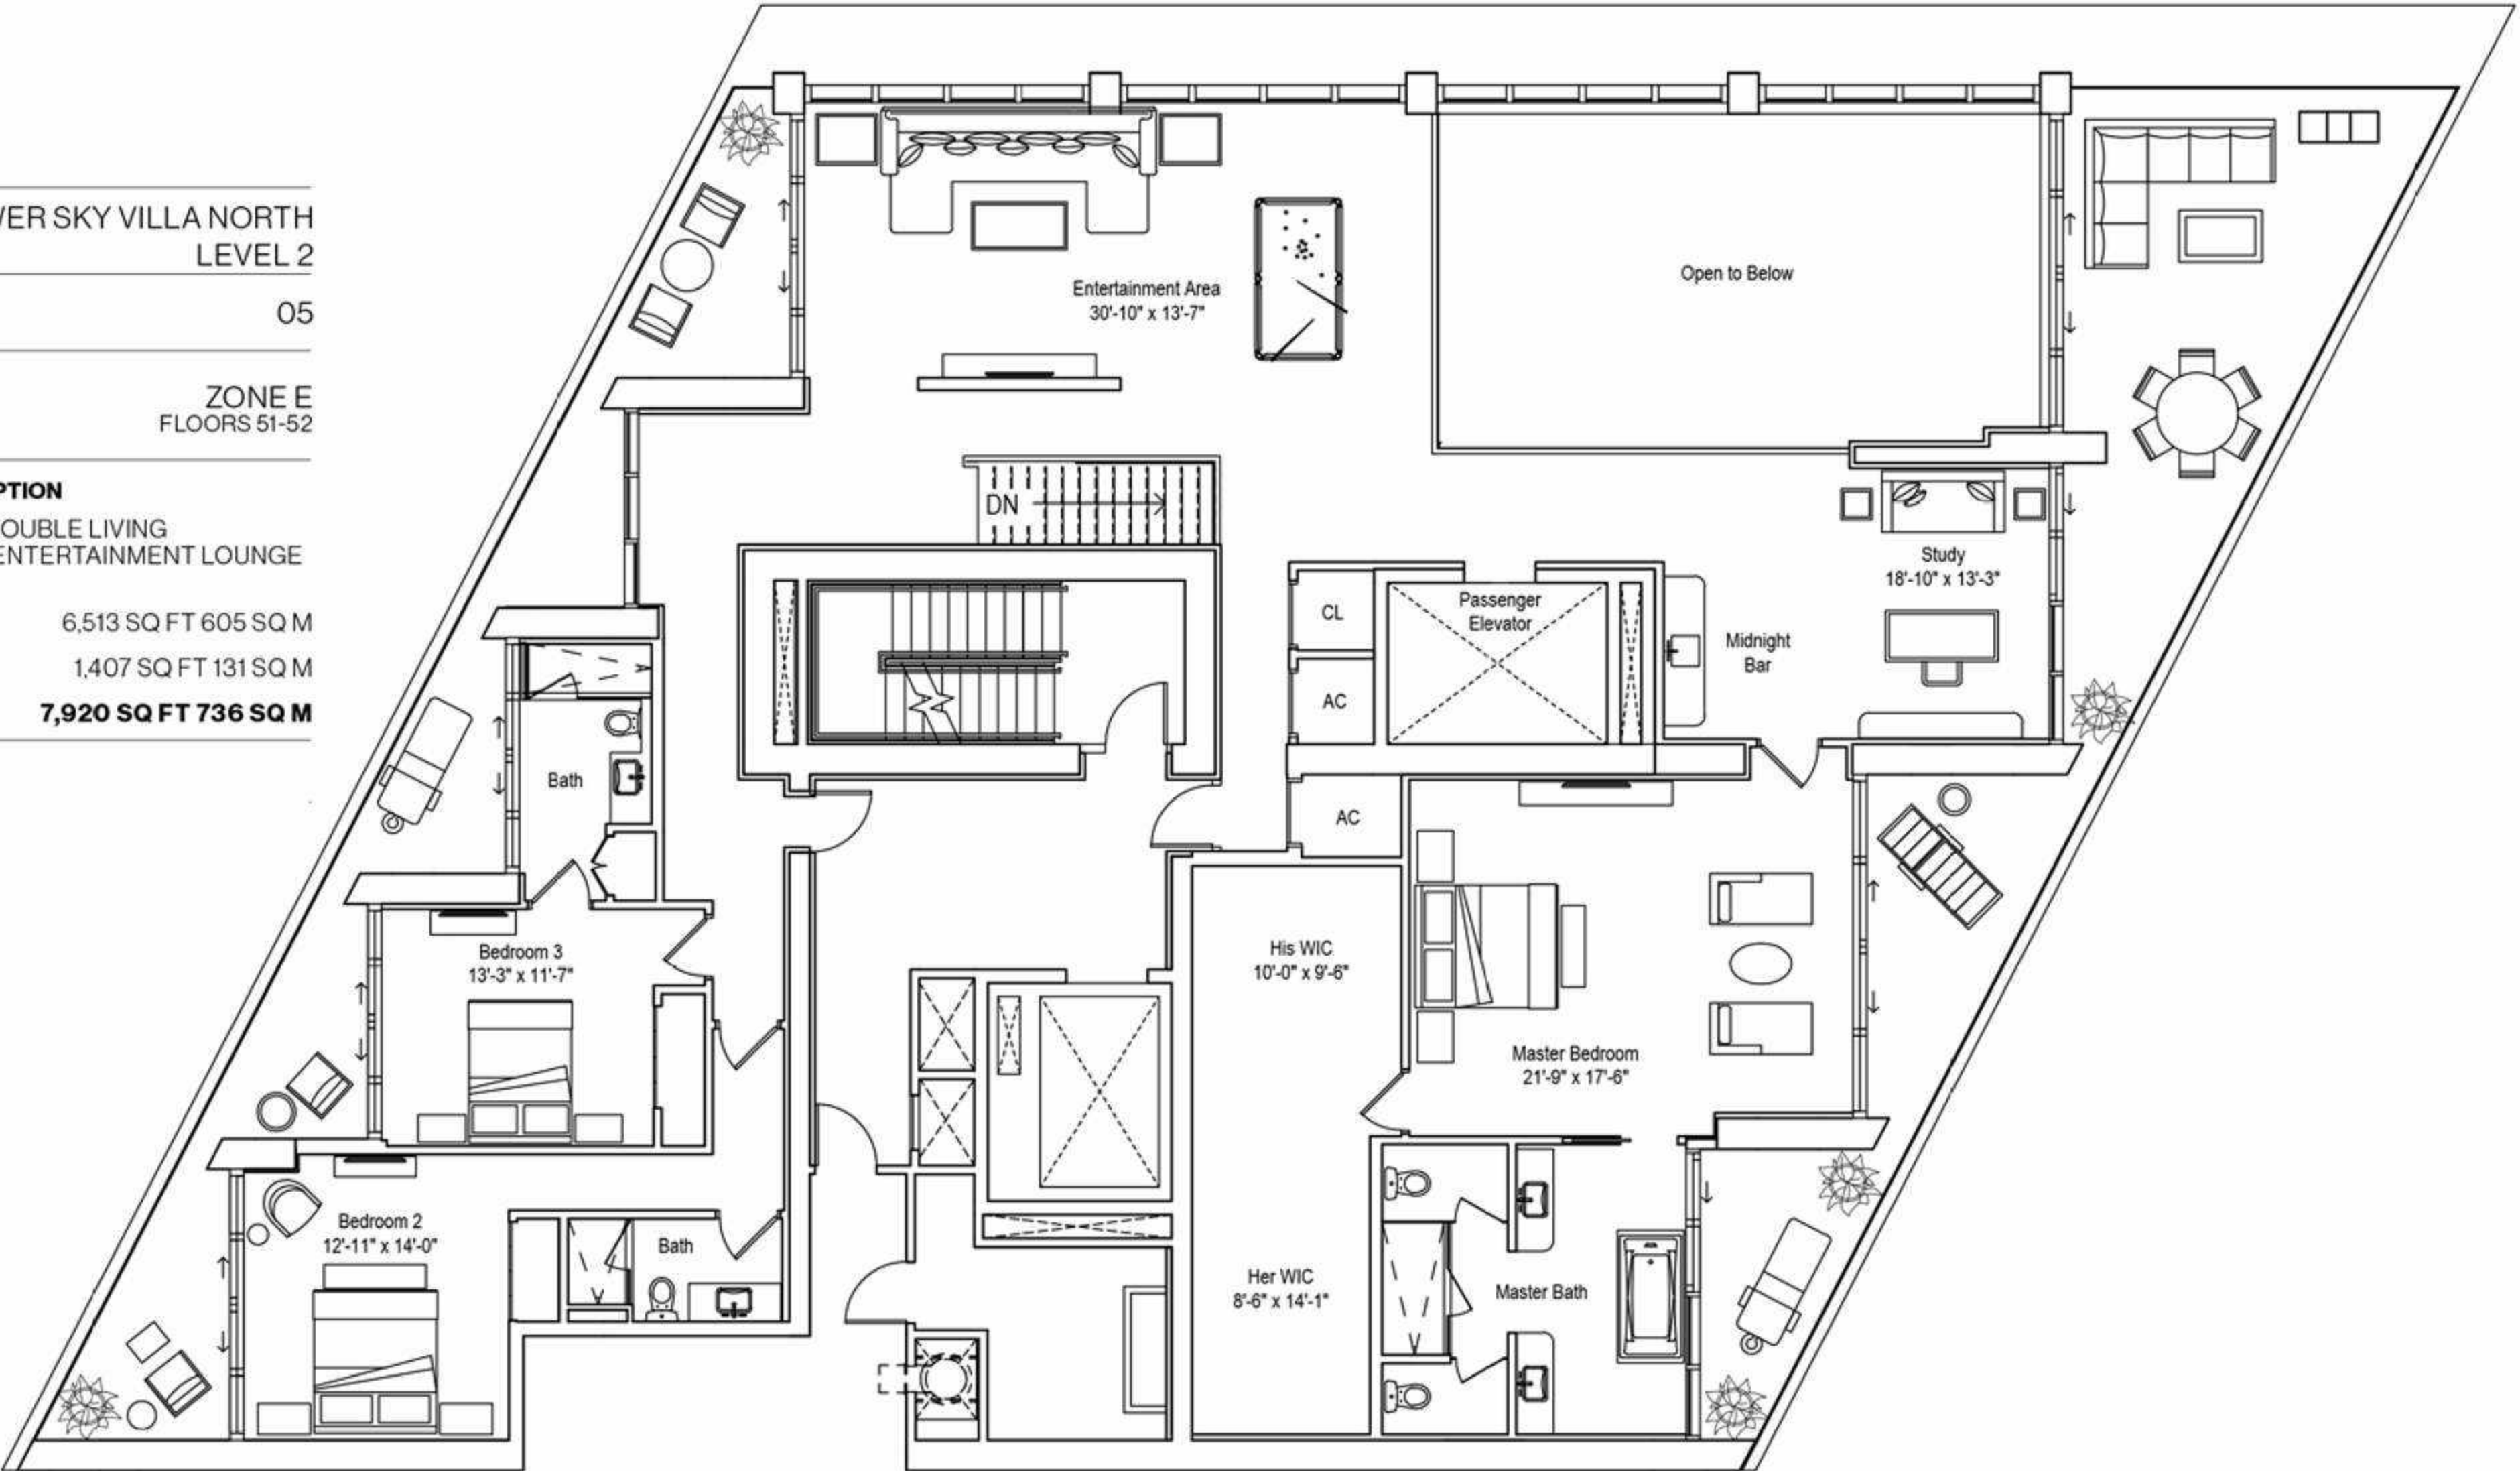 SKY VILLA NORTH
LEVEL 2
05
ZONE E
FLOORS 51-52
LIVING
ENTERTAINMENT LOUNGE
6,513 SQ FT 605 SQ M
1,407 SQ FT 131 SQ M
7,920 SQ FT 736 SQ M
Entertainment Area
30'-10" x 13'-7"
Open to Below
DN
Study
18'-10" x 13'-3"
CL
Passenger
Elevator
AC
Midnight
Bar
Bath
AC
Bedroom 3
13'-3" x 11'-7"
His WIC
10'-0" x 9'-6"
Master Bedroom
21'-9" x 17'-6"
Bedroom 2
12'-11" x 14'-0"
Bath
Her WIC
8'-6" x 14'-1"
Master Bath